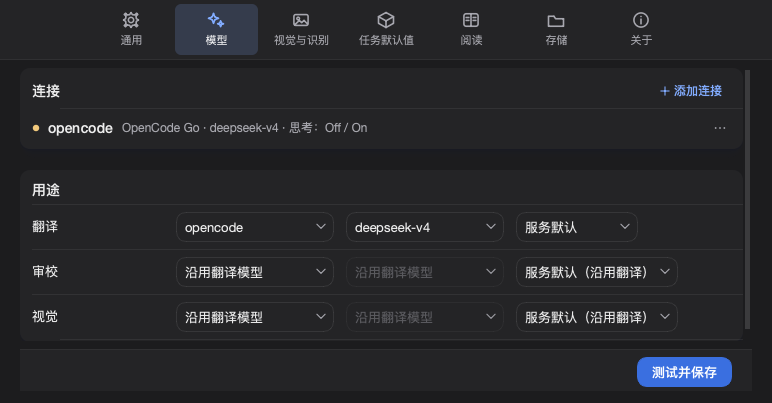 通用 模型 视觉与识别 任务默认值 阅读 存储 关于
连接 + 添加连接
opencode OpenCode Go · deepseek-v4 · 思考：Off / On ···
用途
翻译 opencode deepseek-v4 服务默认
审校 沿用翻译模型 沿用翻译模型 服务默认（沿用翻译）
视觉 沿用翻译模型 沿用翻译模型 服务默认（沿用翻译）
测试并保存